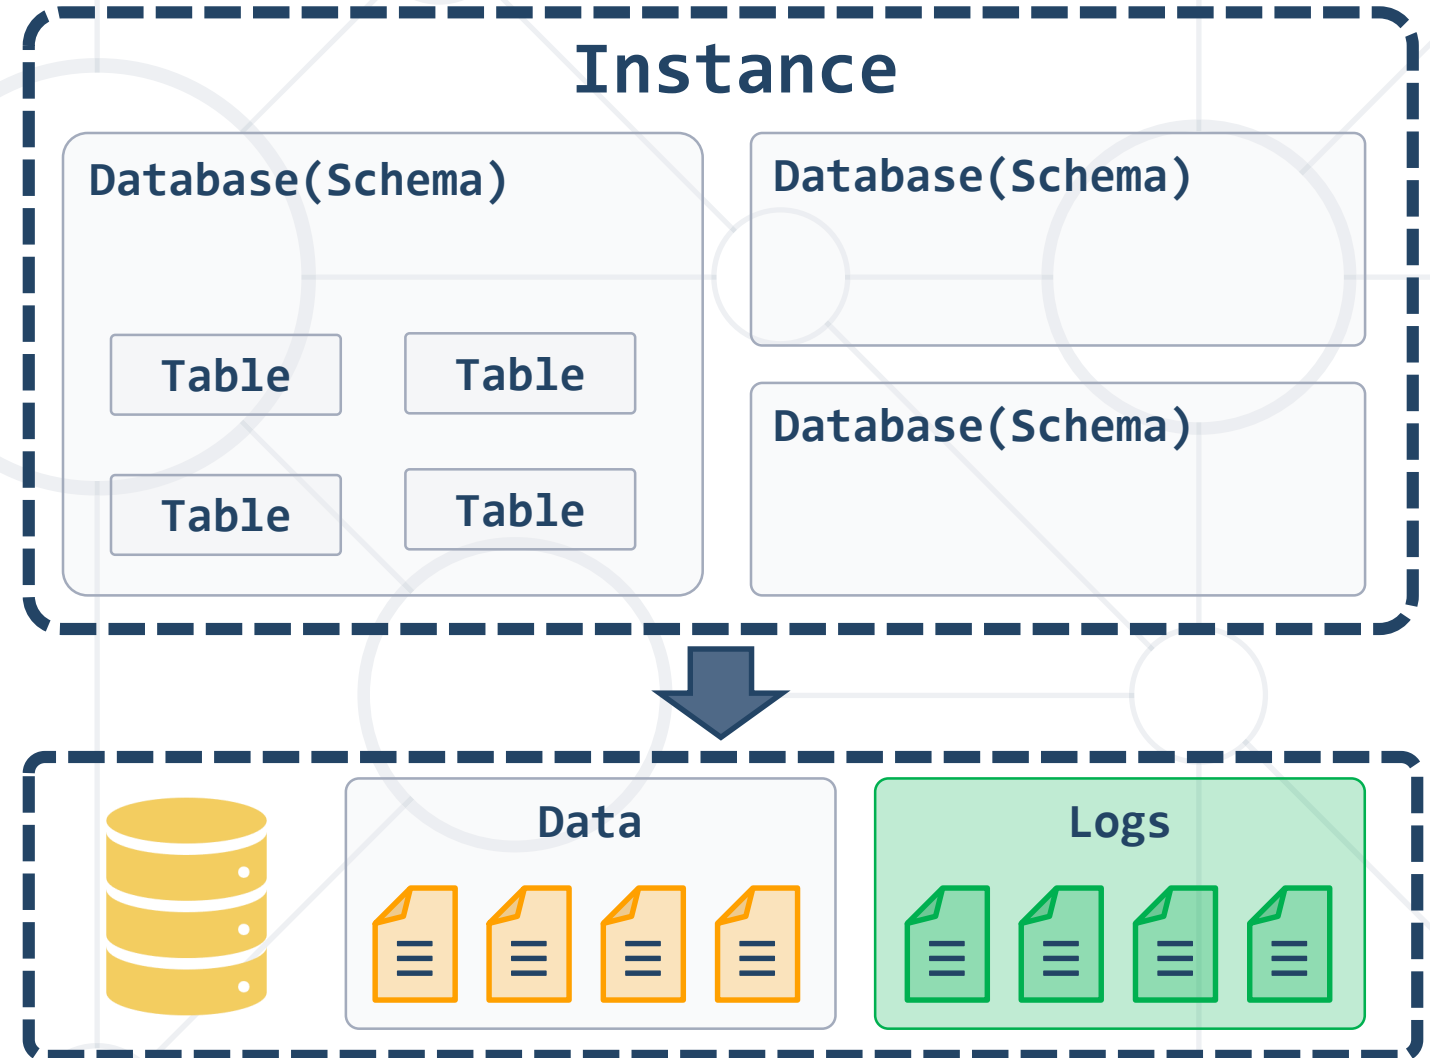 Instance
Database(Schema)
Table
Table
Table
Table
Database(Schema)
Database(Schema)
Data
Logs